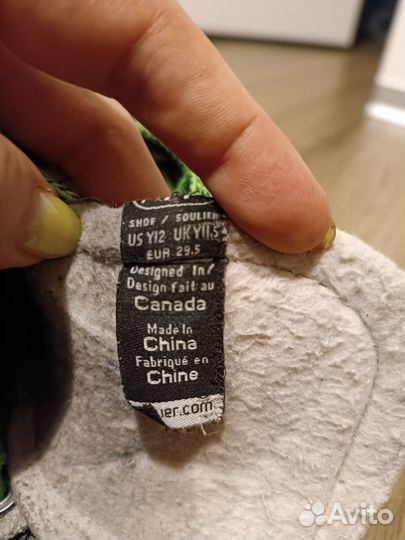 SHOE / SOULIER
US Y12 UK Y11.5
EUR 29.5
Designed In/
Design fait au
Canada
Made In
China
Fabriqué en
Chine
er.com
Avito